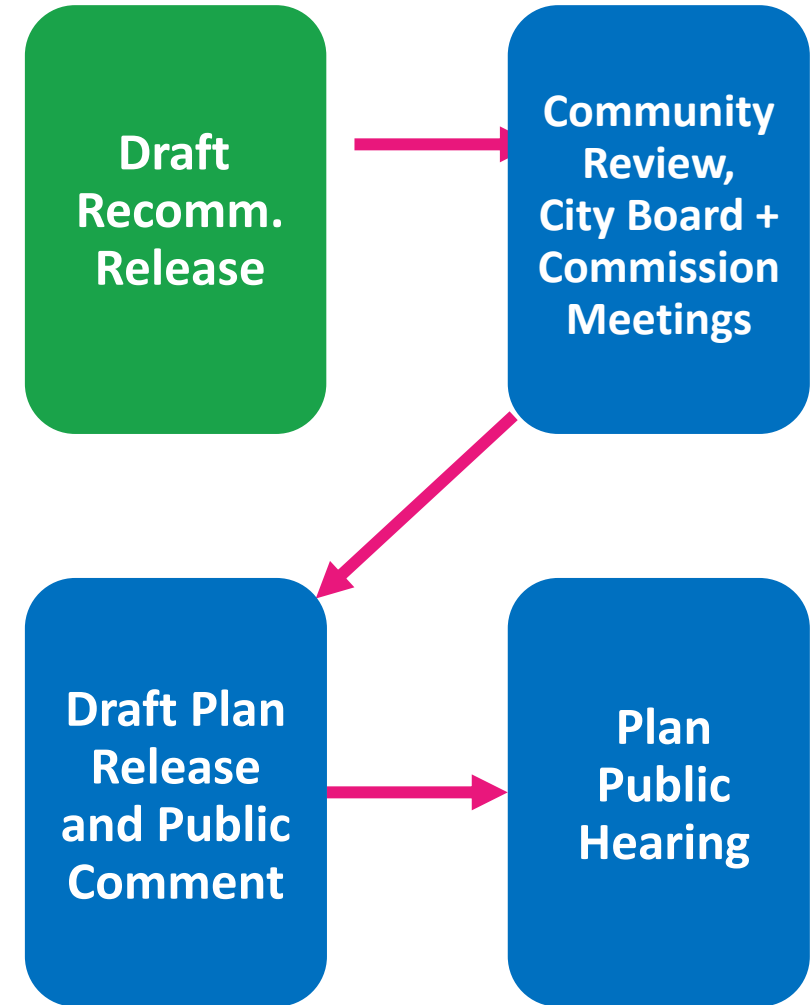 Draft
Recomm.
Release
Community
Review,
City Board +
Commission
Meetings
Draft Plan
Release
and Public
Comment
Plan
Public
Hearing